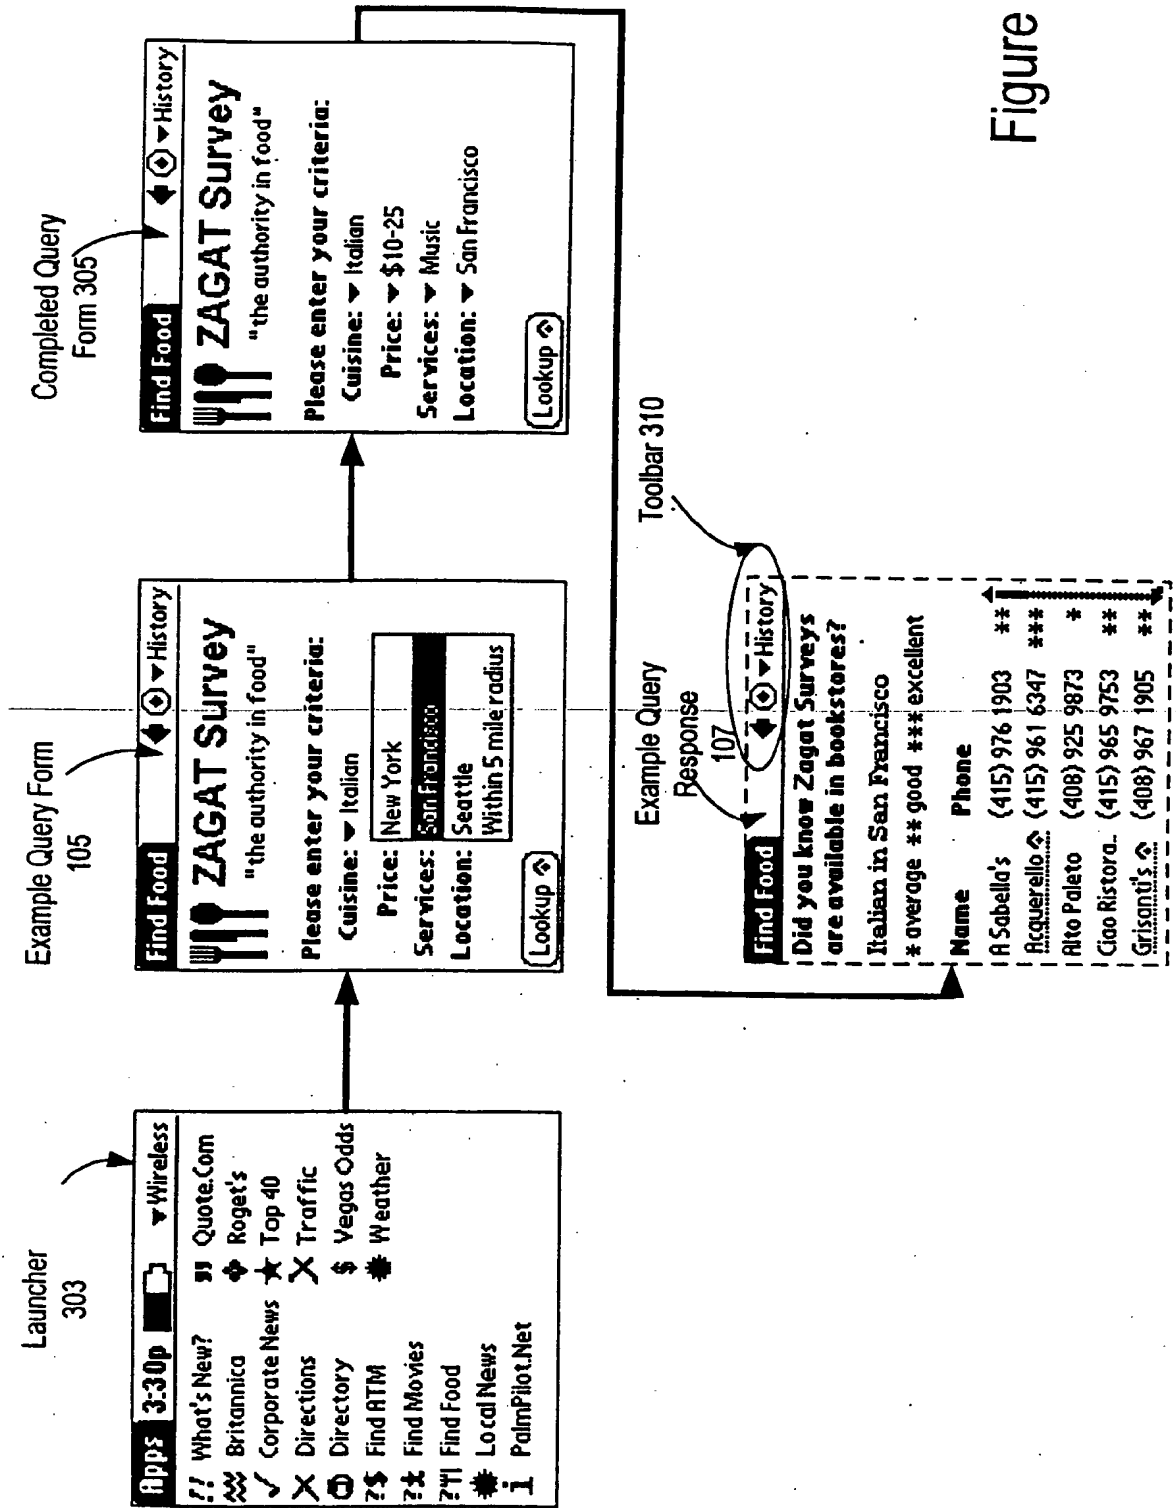 Launcher
303
Apps 3:30p Wireless
What's New?
Britannica
Corporate News
Directions
Directory
Find ATM
Find Movies
Find Food
Local News
PalmPilot.Net
Quote.Com
Roget's
Top 40
Traffic
Vegas Odds
Weather
Example Query Form
105
Find Food History
ZAGAT Survey
"the authority in food"
Please enter your criteria:
Cuisine: Italian
Price:
Services:
Location:
New York
San Francisco
Seattle
Within 5 mile radius
Lookup
Completed Query
Form 305
Find Food History
ZAGAT Survey
"the authority in food"
Please enter your criteria:
Cuisine: Italian
Price: $10-25
Services: Music
Location: San Francisco
Lookup
Example Query
Response
107
Toolbar 310
Find Food History
Did you know Zagat Surveys
are available in bookstores?
Italian in San Francisco
* average ** good *** excellent
Name Phone
A Sabella's (415) 976 1903 **
Acquerello (415) 961 6347 ***
Alto Paleto (408) 925 9873 *
Ciao Ristora.. (415) 965 9753 **
Grisanti's (408) 967 1905 **
Figure